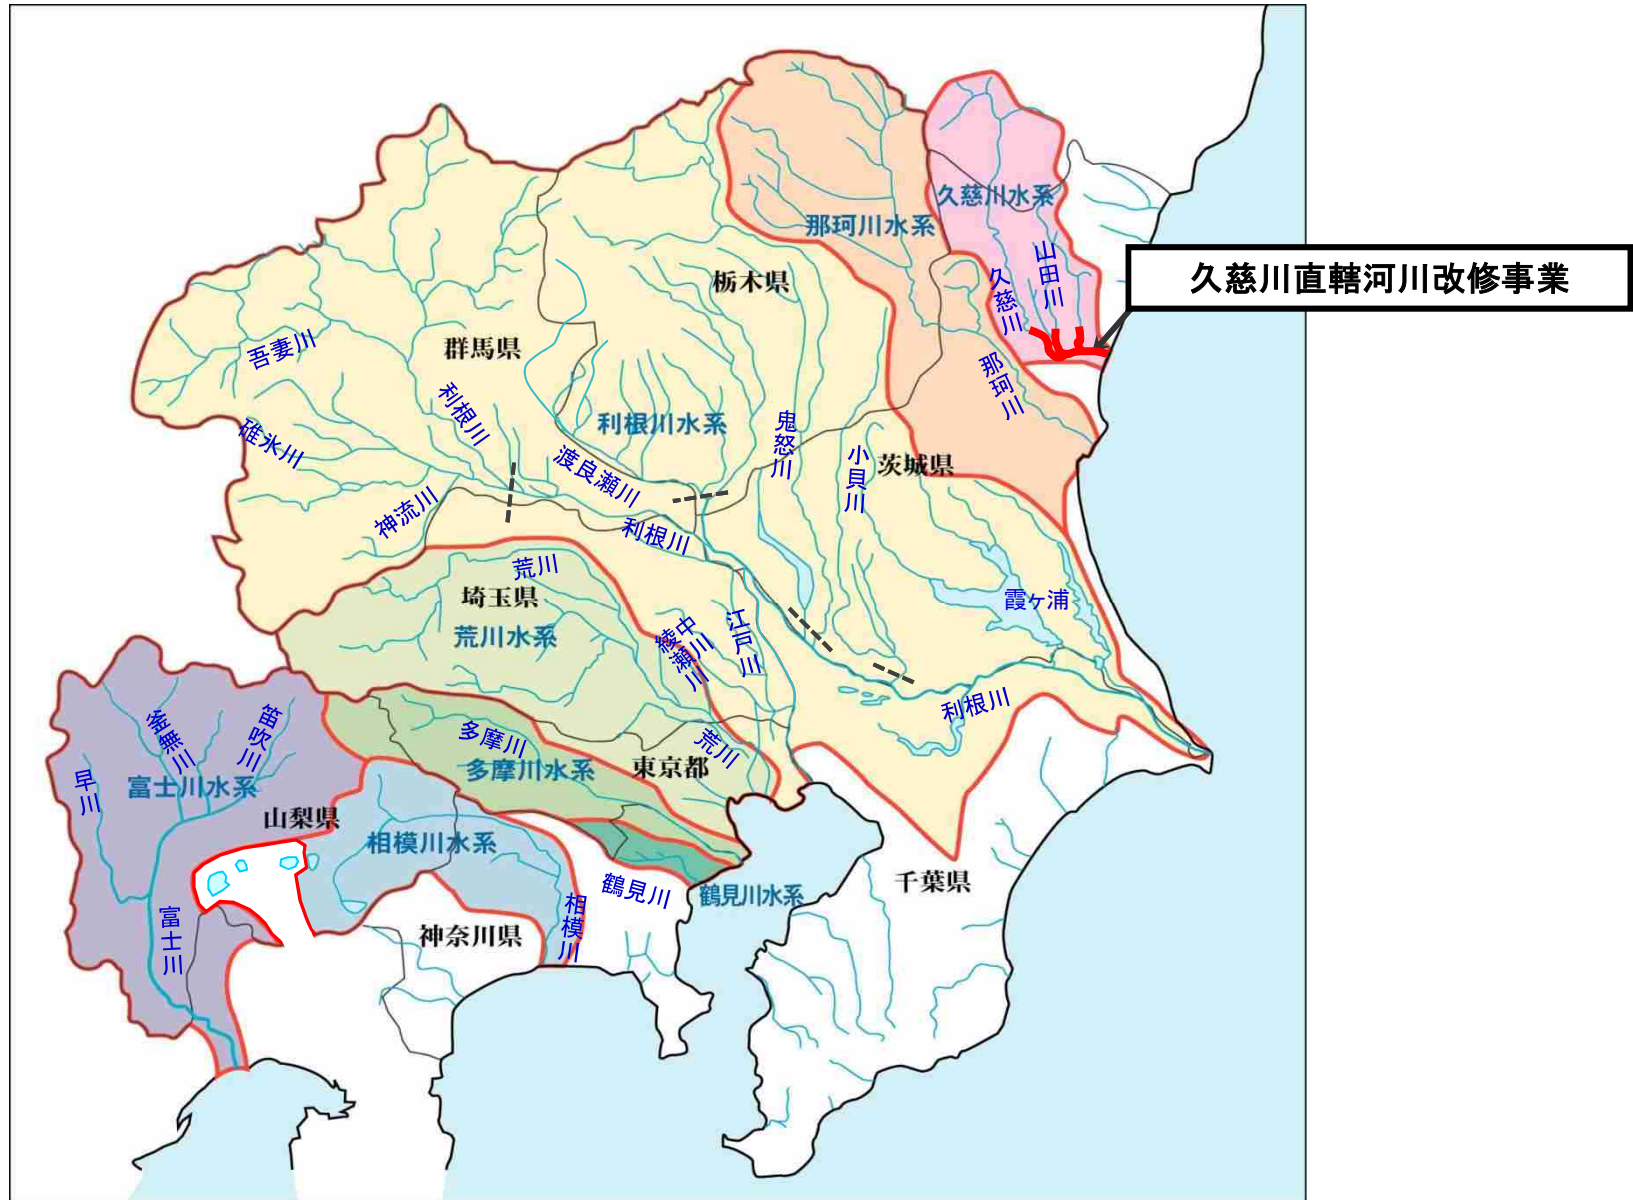 久慈川水系
那珂川水系
山田川
久慈川直轄河川改修事業
栃木県
久慈川
吾妻川
群馬県
那珂川
利根川
利根川水系
鬼怒川
碓氷川
渡良瀬川
小貝川
茨城県
神流川
利根川
荒川
埼玉県
霞ヶ浦
荒川水系
綾瀬川
中川
江戸川
利根川
釜無川
笛吹川
多摩川
荒川
早川
富士川水系
多摩川水系
東京都
山梨県
相模川水系
千葉県
鶴見川
鶴見川水系
相模川
富士川
神奈川県